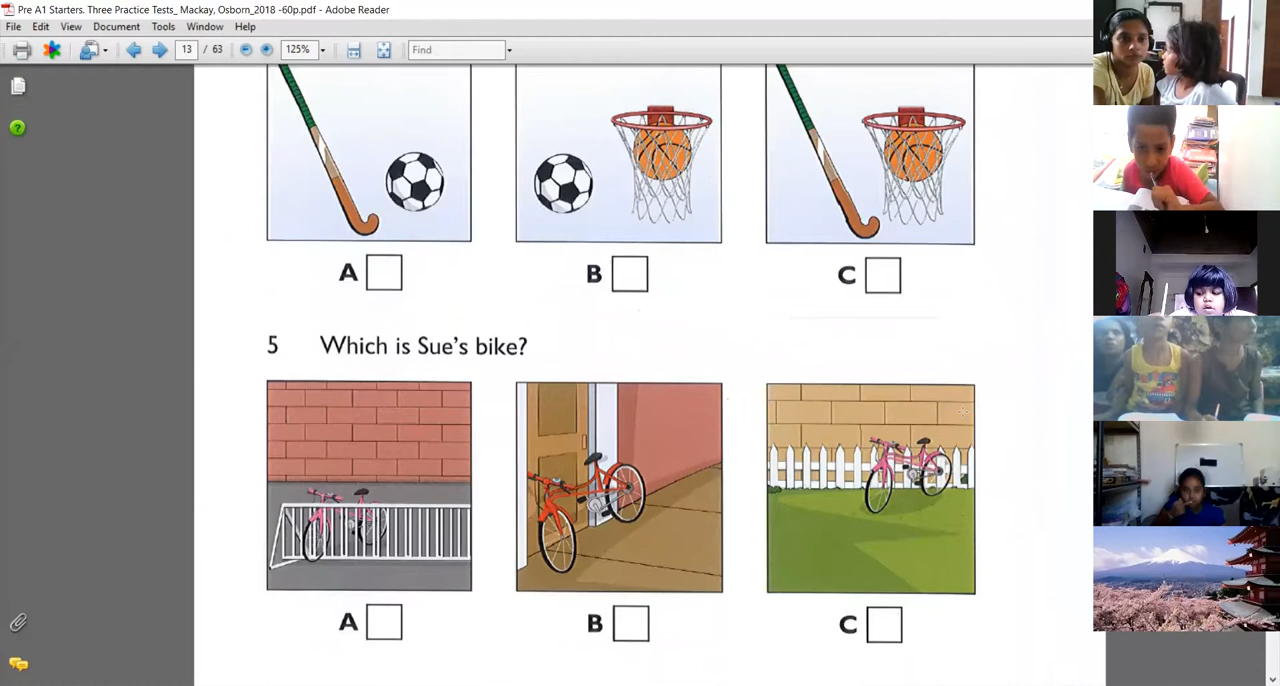 Pre A1 Starters. Three Practice Tests_ Mackay, Osborn_2018 -60p.pdf - Adobe Reader
File Edit View Document Tools Window Help
13 / 63 125% Find
A B C
5 Which is Sue's bike?
A B C